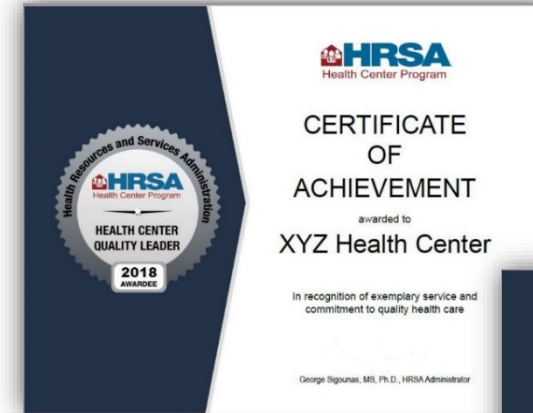 HRSA
Health Center Program
CERTIFICATE
OF
ACHIEVEMENT
awarded to
XYZ Health Center
In recognition of exemplary service and
commitment to quality health care
George Sigounas, MS, Ph.D., HRSA Administrator
Health Resources and Services Administration
HRSA
Health Center Program
HEALTH CENTER
QUALITY LEADER
2018
AWARDEE